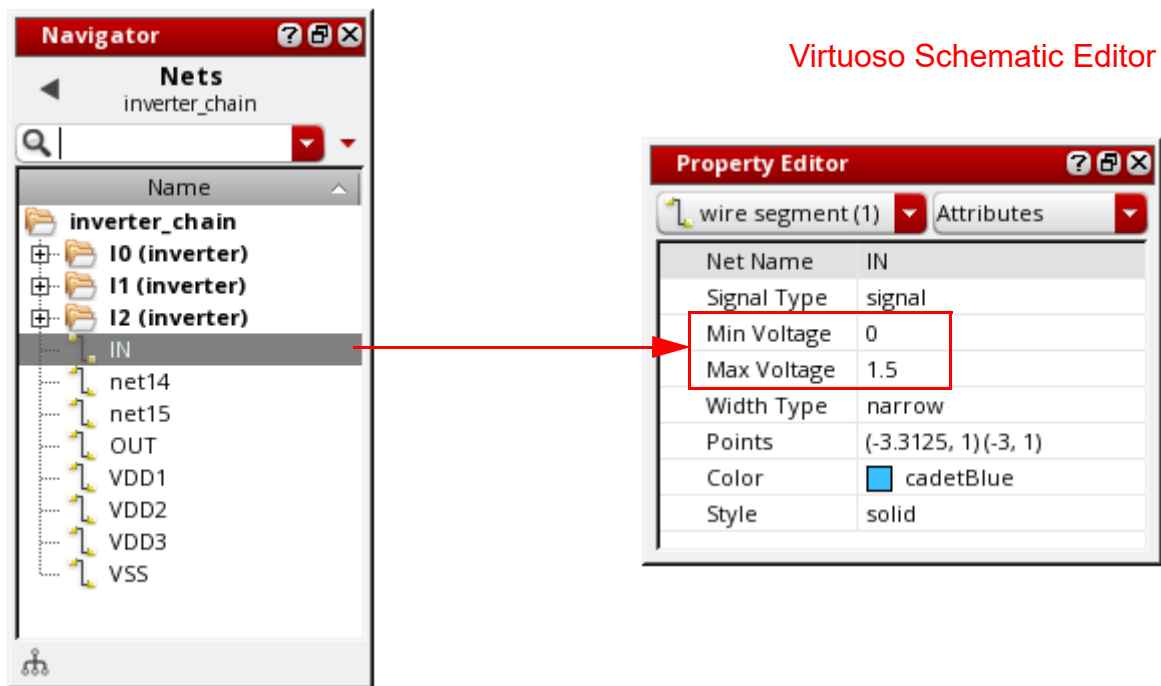 Navigator
Nets
inverter_chain
Name
inverter_chain
I0 (inverter)
I1 (inverter)
I2 (inverter)
IN
net14
net15
OUT
VDD1
VDD2
VDD3
VSS
Virtuoso Schematic Editor
Property Editor
wire segment (1) Attributes
Net Name IN
Signal Type signal
Min Voltage 0
Max Voltage 1.5
Width Type narrow
Points (-3.3125, 1) (-3, 1)
Color cadetBlue
Style solid